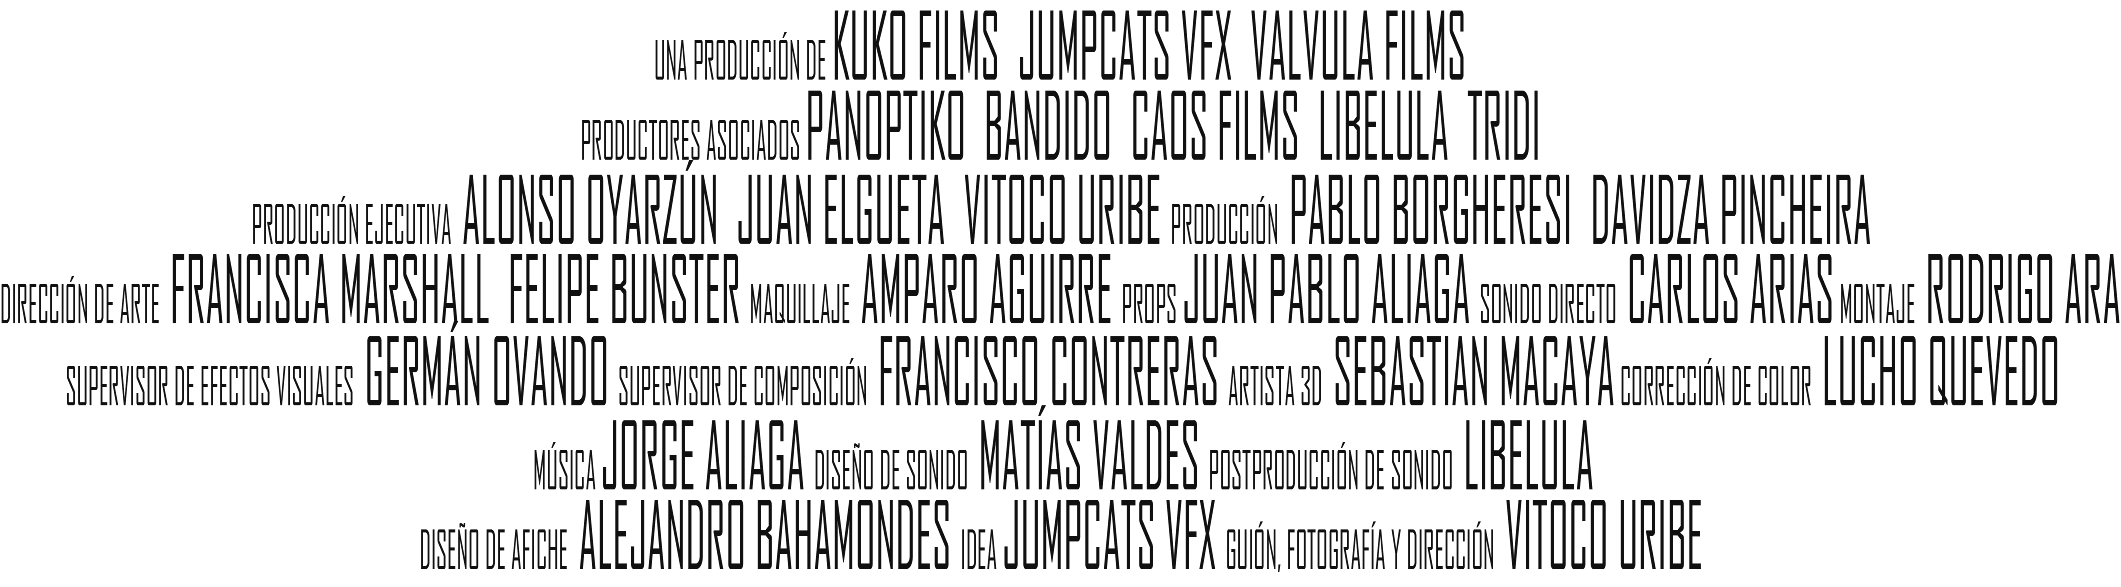 UNA PRODUCCIÓN DE KUKO FILMS JUMPCATS VFX VALVULA FILMS
PRODUCTORES ASOCIADOS PANOPTIKO BANDIDO CAOS FILMS LIBELULA TRIDI
PRODUCCIÓN EJECUTIVA ALONSO OYARZÚN JUAN ELGUETA VITOCO URIBE PRODUCCIÓN PABLO BORGHERESI DAVIDZA PINCHEIRA
DIRECCIÓN DE ARTE FRANCISCA MARSHALL FELIPE BUNSTER MAQUILLAJE AMPARO AGUIRRE PROPS JUAN PABLO ALIAGA SONIDO DIRECTO CARLOS ARIAS MONTAJE RODRIGO ARA
SUPERVISOR DE EFECTOS VISUALES GERMÁN OVANDO SUPERVISOR DE COMPOSICIÓN FRANCISCO CONTRERAS ARTISTA 3D SEBASTIAN MACAYA CORRECCIÓN DE COLOR LUCHO QUEVEDO
MÚSICA JORGE ALIAGA DISEÑO DE SONIDO MATÍAS VALDES POSTPRODUCCIÓN DE SONIDO LIBELULA
DISEÑO DE AFICHE ALEJANDRO BAHAMONDES IDEA JUMPCATS VFX GUIÓN, FOTOGRAFÍA Y DIRECCIÓN VITOCO URIBE